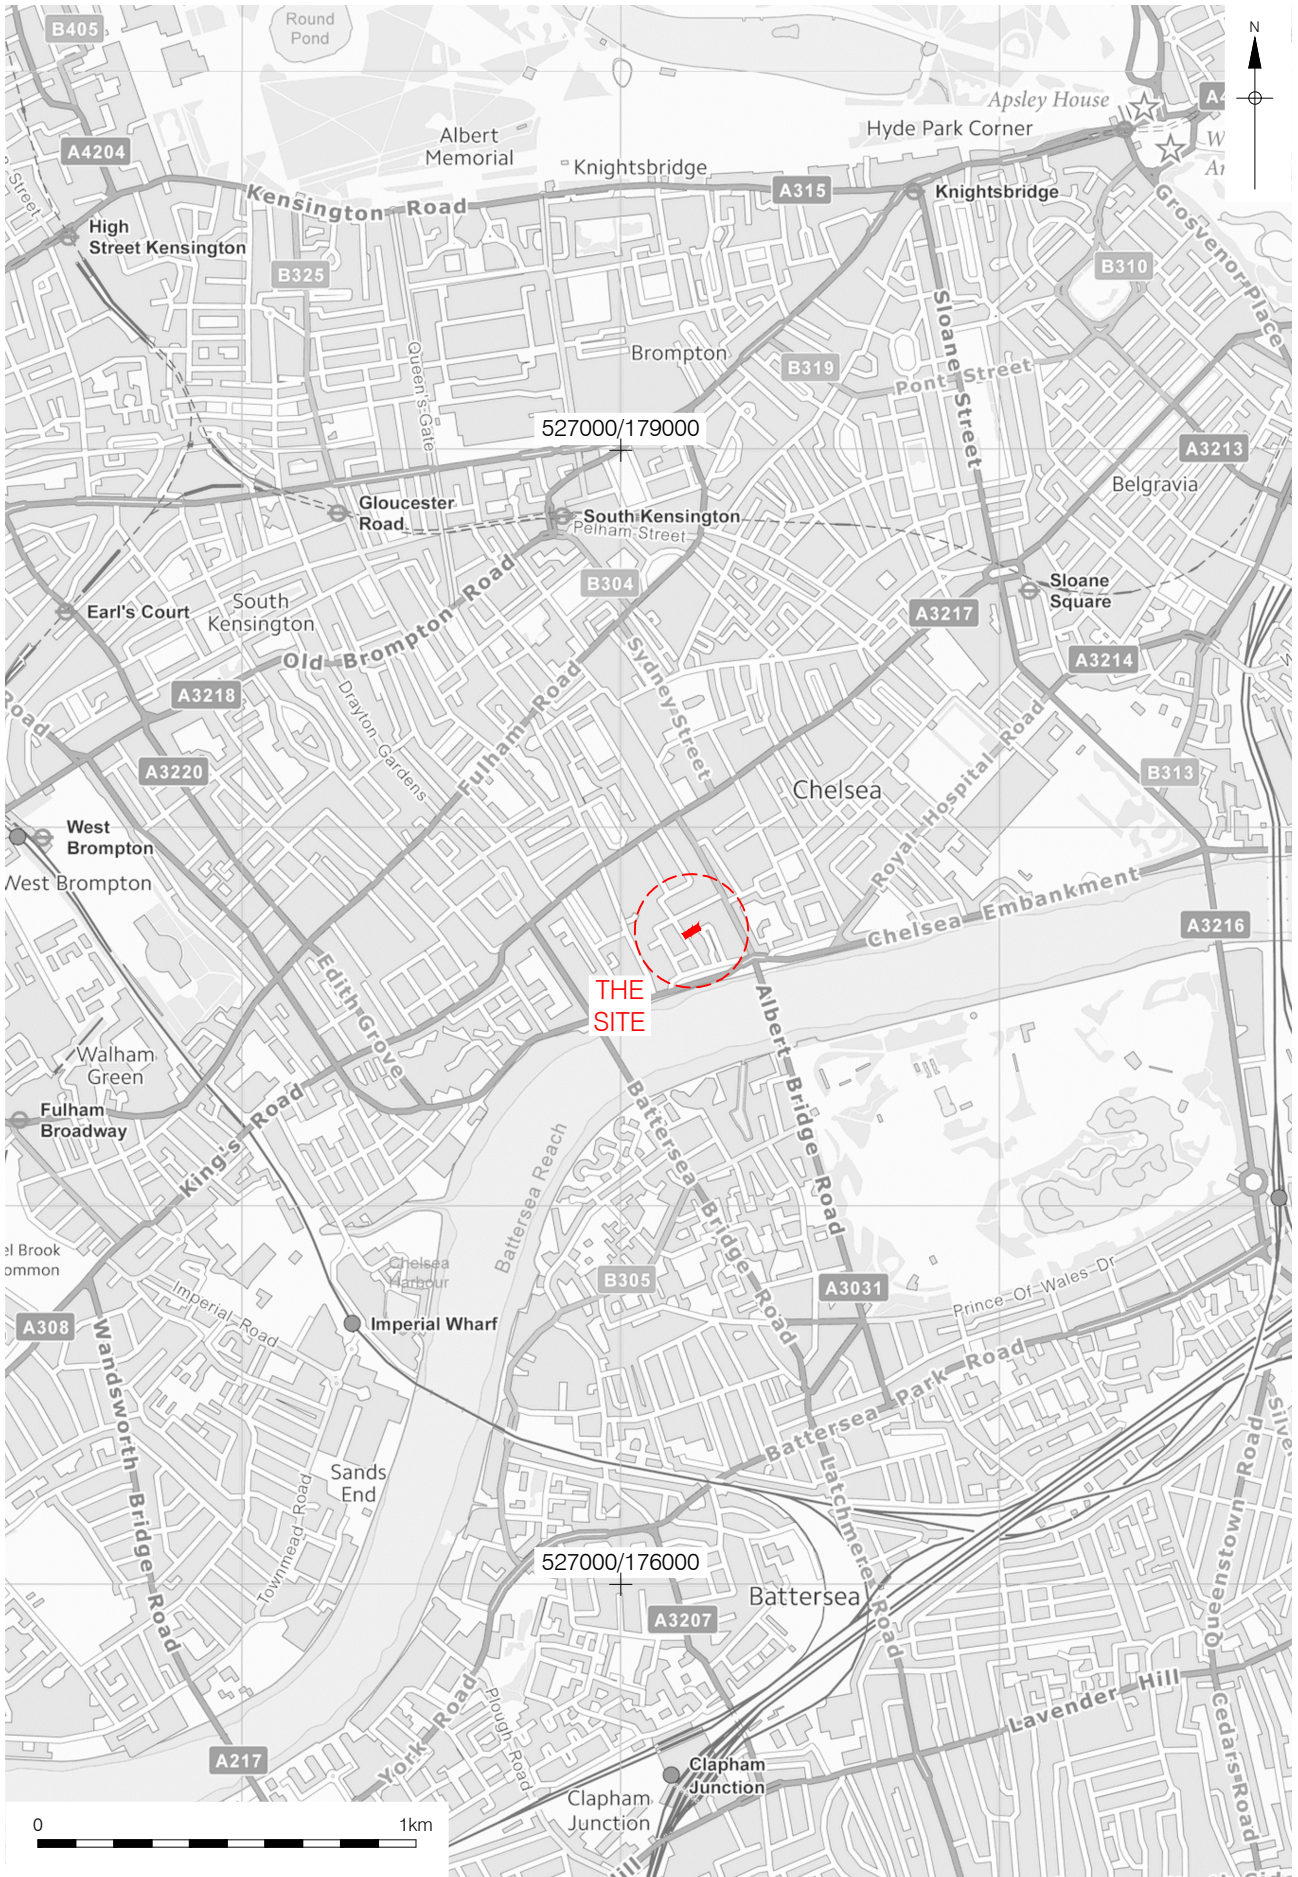 B405
Round
Pond
N
Apsley House
A4
Hyde Park Corner
Albert
Memorial
A4204
Knightsbridge
Street
A315
Knightsbridge
Kensington Road
High
Street Kensington
Grosvenor Place
B325
B310
Sloane Street
Queen's Gate
Brompton
B319
Pont Street
527000/179000
A3213
Belgravia
Gloucester
Road
South Kensington
Pelham Street
B304
Sloane
Square
Earl's Court
South
Kensington
A3217
Old Brompton Road
Sydney Street
A3214
A3218
Drayton Gardens
Fulham Road
Road
A3220
B313
Chelsea
Royal Hospital Road
West
Brompton
West Brompton
Chelsea Embankment
A3216
Edith Grove
THE
SITE
Albert Bridge Road
Walham
Green
Fulham
Broadway
King's Road
Battersea Reach
Battersea Bridge Road
el Brook
ommon
Chelsea
Harbour
B305
A3031
Prince Of Wales Dr
Imperial Road
A308
Imperial Wharf
Wandsworth Bridge Road
Battersea Park Road
Silve
Sands
End
Townmead Road
Latchmere Road
Queenstown Road
527000/176000
Battersea
A3207
Plough Road
York Road
Lavender Hill
Cedars Road
A217
Clapham
Junction
Clapham
Junction
0 1km
Hill